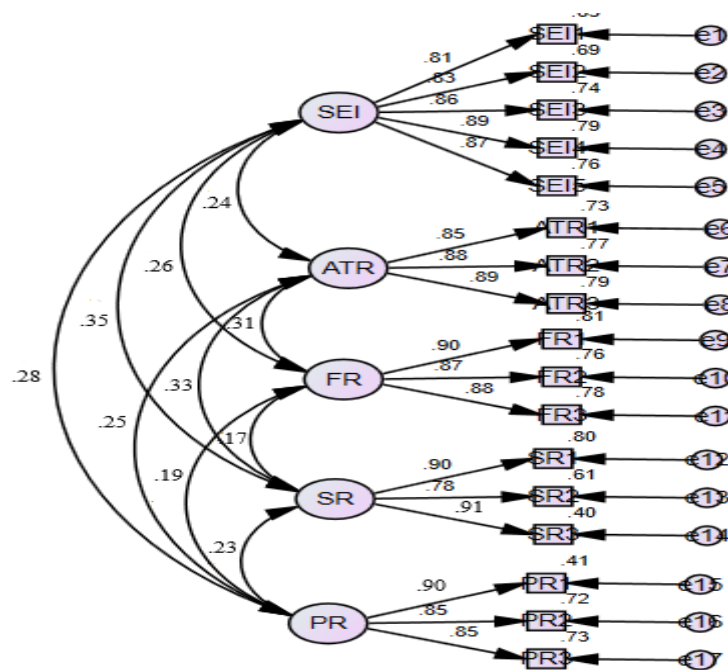 .65
.81 SEI1 e1
.69
.83 SEI2 e2
.74
.86 SEI3 e3
SEI
.79
.89 SEI4 e4
.76
.87 SEI5 e5
.24
.73
.85 ATR1 e6
.77
.88 ATR2 e7
ATR
.79
.89 ATR3 e8
.26
.81
.35 .31
.90 FR1 e9
.76
.87 FR2 e10
FR
.28
.78
.88 FR3
.33
.25 .17
.80
.90 SR1 e12
.19
.61
.78 SR2 e13
SR
.40
.91 SR3 e14
.23
.41
.90 PR1 e15
.72
.85 PR2 e16
PR
.73
.85 PR3 e17